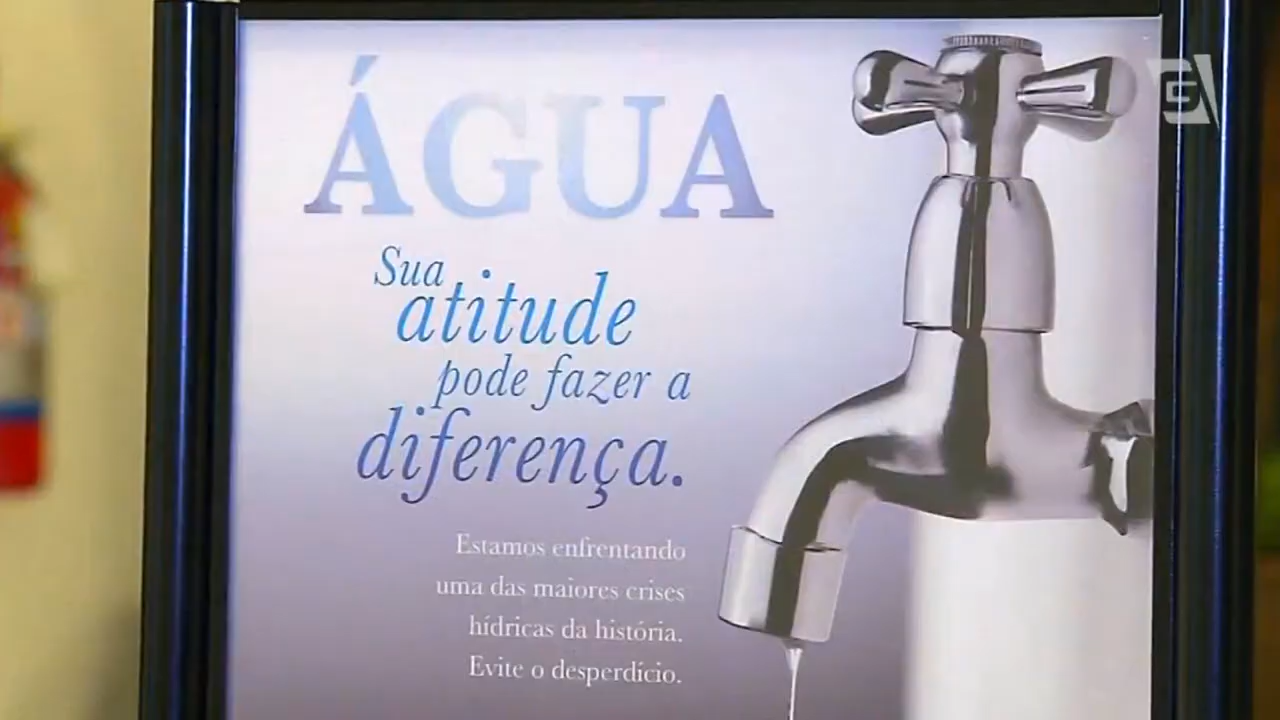 ÁGUA
Sua
atitude
pode fazer a
diferença.
Estamos enfrentando
uma das maiores crises
hídricas da história.
Evite o desperdício.